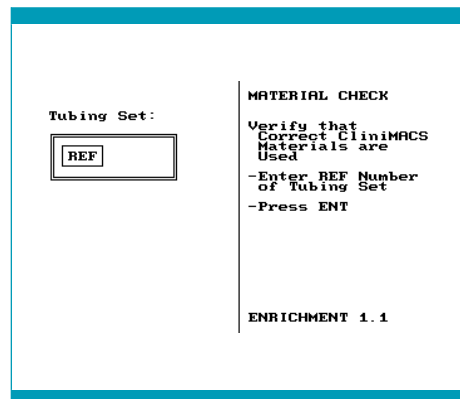 Tubing Set:
REF
MATERIAL CHECK
Verify that
Correct CliniMACS
Materials are
Used
-Enter REF Number
of Tubing Set
-Press ENT
ENRICHMENT 1.1